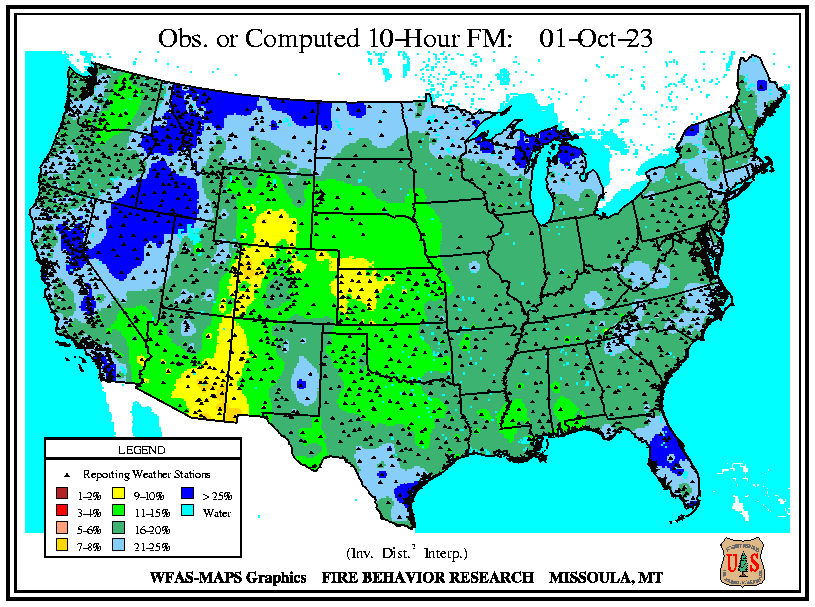 Obs. or Computed 10-Hour FM: 01-Oct-23
LEGEND
Reporting Weather Stations
1-2% 9-10% > 25%
3-4% 11-15% Water
5-6% 16-20%
7-8% 21-25%
(Inv. Dist.² Interp.)
WFAS-MAPS Graphics FIRE BEHAVIOR RESEARCH MISSOULA, MT
U S